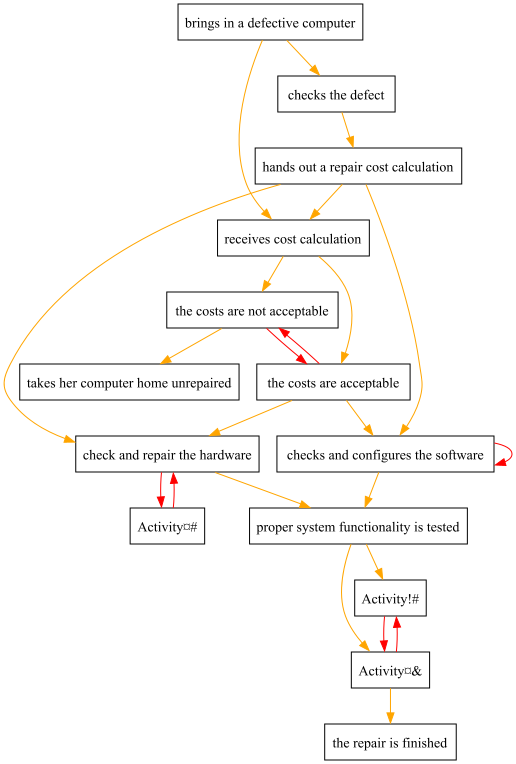 brings in a defective computer
checks the defect
hands out a repair cost calculation
receives cost calculation
the costs are not acceptable
takes her computer home unrepaired
the costs are acceptable
check and repair the hardware
checks and configures the software
Activity¤#
proper system functionality is tested
Activity!#
Activity¤&
the repair is finished